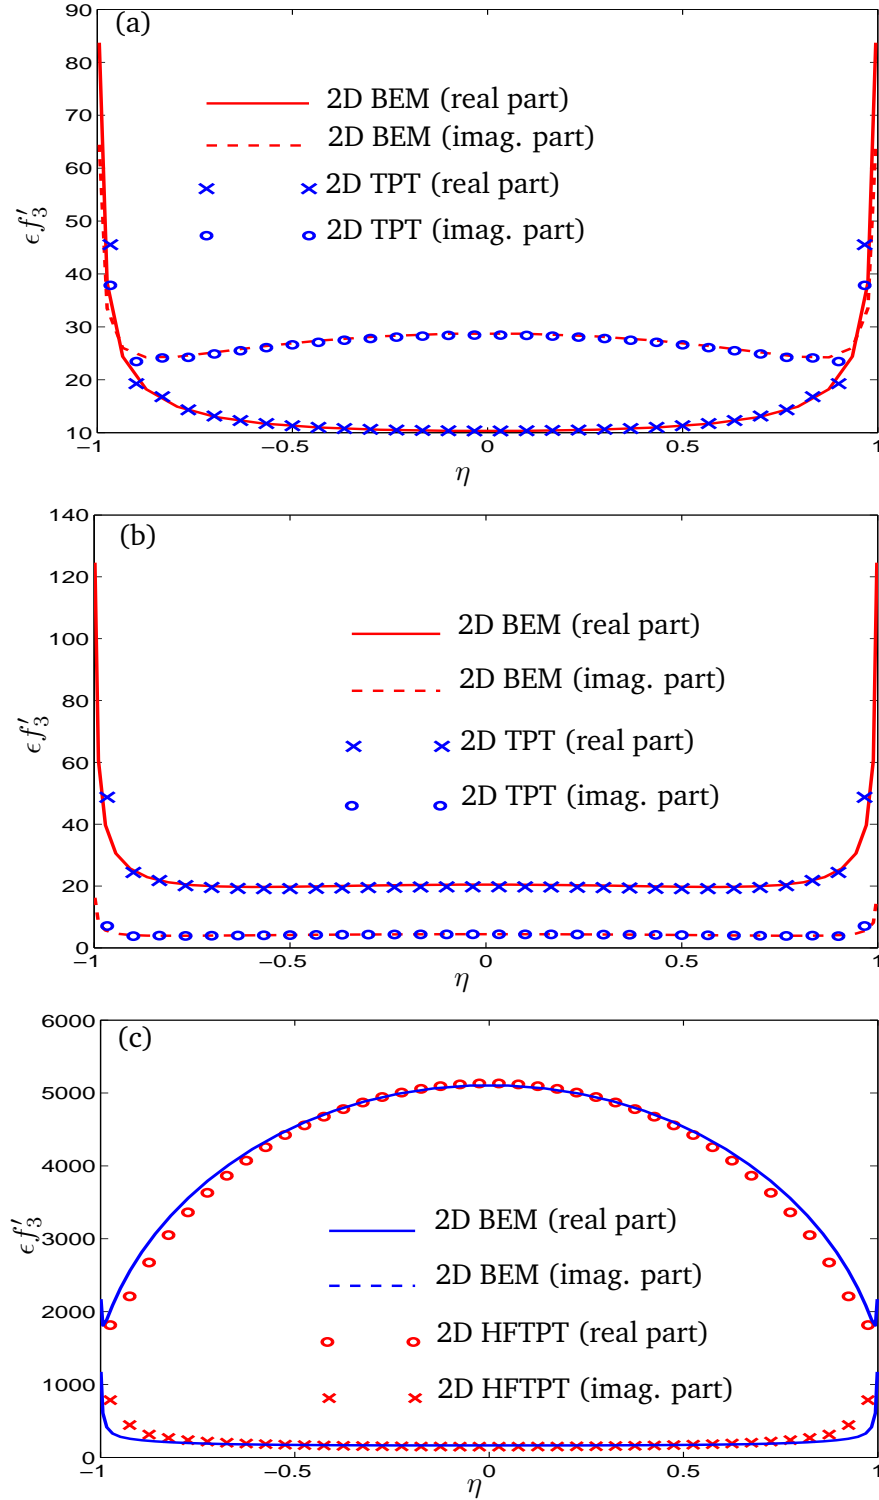 (a)
90
80
70
60
50
40
30
20
10
ϵf′₃
2D BEM (real part)
2D BEM (imag. part)
2D TPT (real part)
2D TPT (imag. part)
−1
−0.5
0
0.5
1
η
(b)
140
120
100
80
60
40
20
0
ϵf′₃
2D BEM (real part)
2D BEM (imag. part)
2D TPT (real part)
2D TPT (imag. part)
−1
−0.5
0
0.5
1
η
(c)
6000
5000
4000
3000
2000
1000
0
ϵf′₃
2D BEM (real part)
2D BEM (imag. part)
2D HFTPT (real part)
2D HFTPT (imag. part)
−1
−0.5
0
0.5
1
η